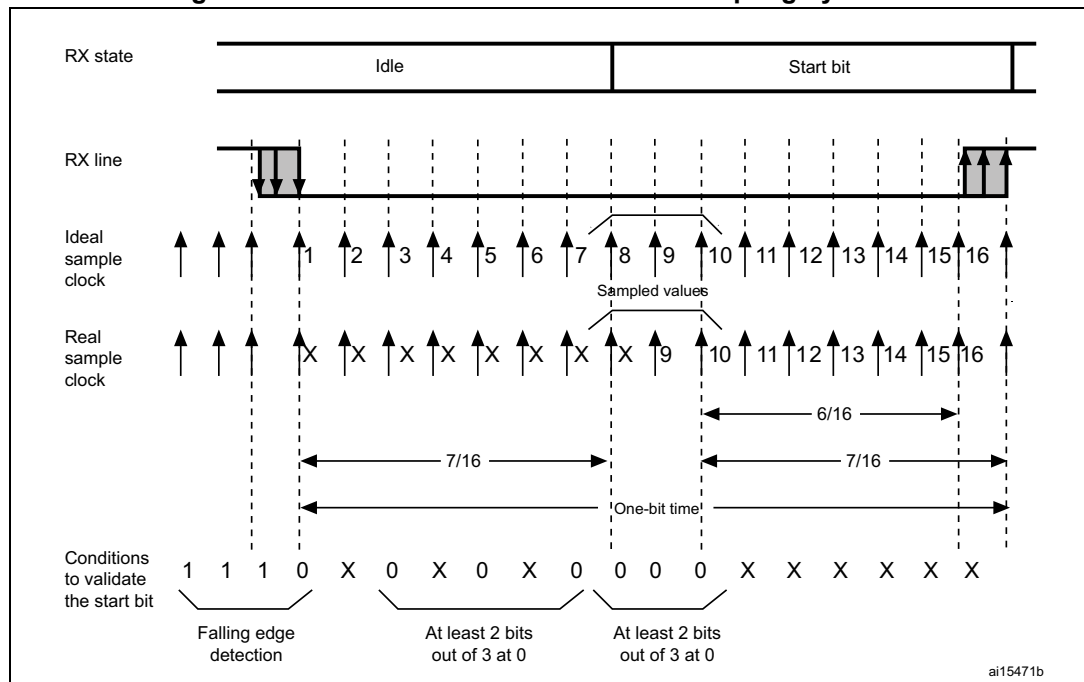 RX state
Idle
Start bit
RX line
Ideal
sample
clock
1 2 3 4 5 6 7 8 9 10 11 12 13 14 15 16
Sampled values
Real
sample
clock
X X X X X X X X 9 10 11 12 13 14 15 16
6/16
7/16
7/16
One-bit time
Conditions
to validate
the start bit
1 1 1 0 X 0 X 0 X 0 0 0 0 X X X X X X
Falling edge
detection
At least 2 bits
out of 3 at 0
At least 2 bits
out of 3 at 0
ai15471b